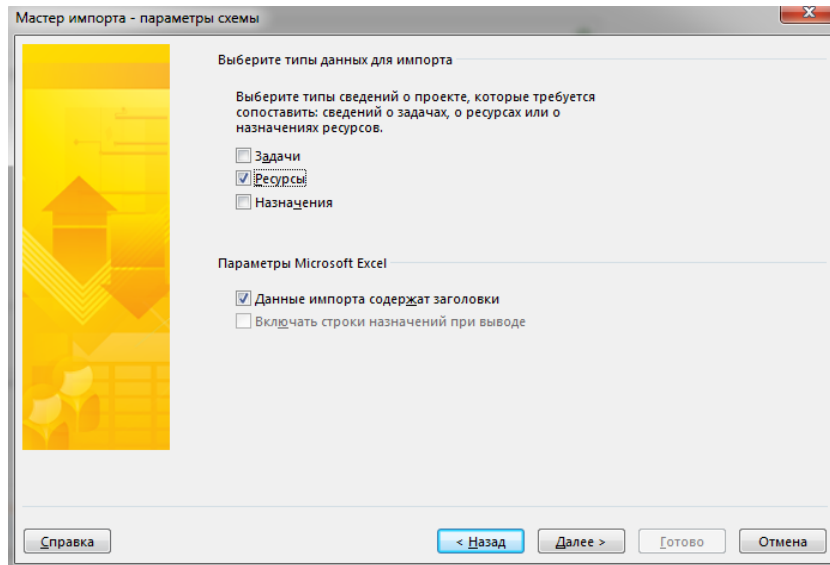 Мастер импорта - параметры схемы
Выберите типы данных для импорта
Выберите типы сведений о проекте, которые требуется
сопоставить: сведений о задачах, о ресурсах или о
назначениях ресурсов.
Задачи
Ресурсы
Назначения
Параметры Microsoft Excel
Данные импорта содержат заголовки
Включать строки назначений при выводе
Справка
< Назад
Далее >
Готово
Отмена